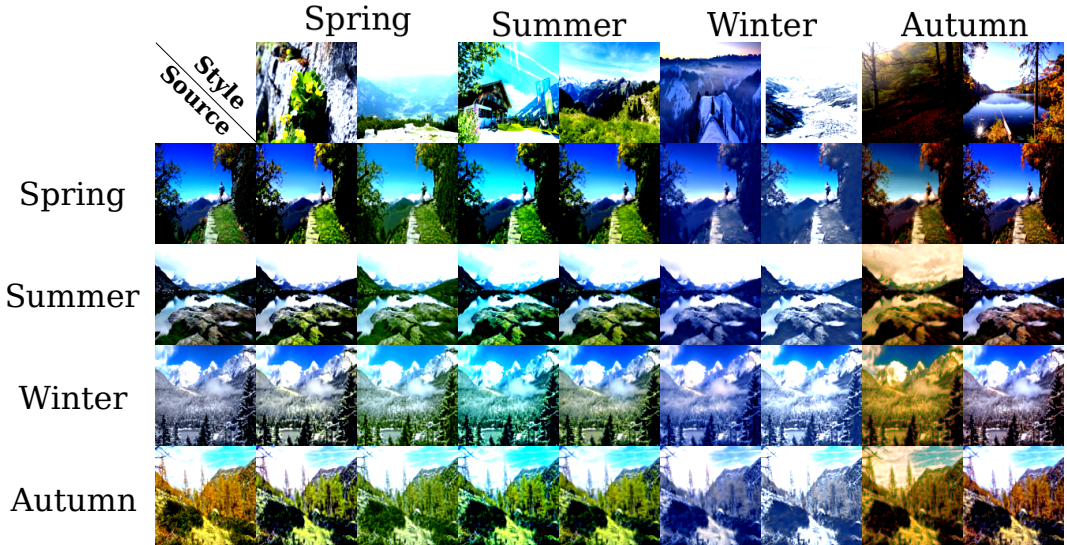 Spring Summer Winter Autumn
Style
Source
Spring
Summer
Winter
Autumn